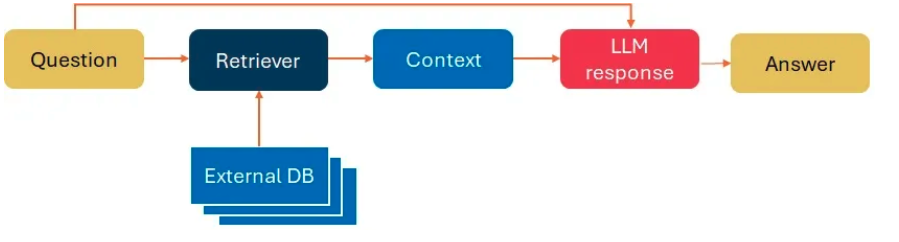 Question
Retriever
Context
LLM
response
Answer
External DB